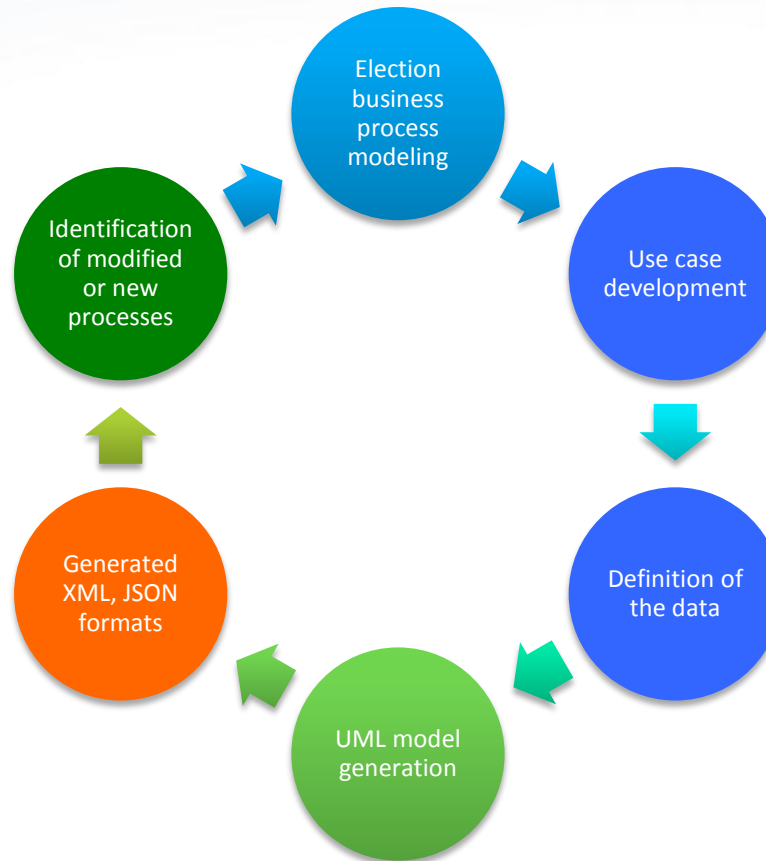 Election
business
process
modeling
Use case
development
Definition of
the data
UML model
generation
Generated
XML, JSON
formats
Identification
of modified
or new
processes